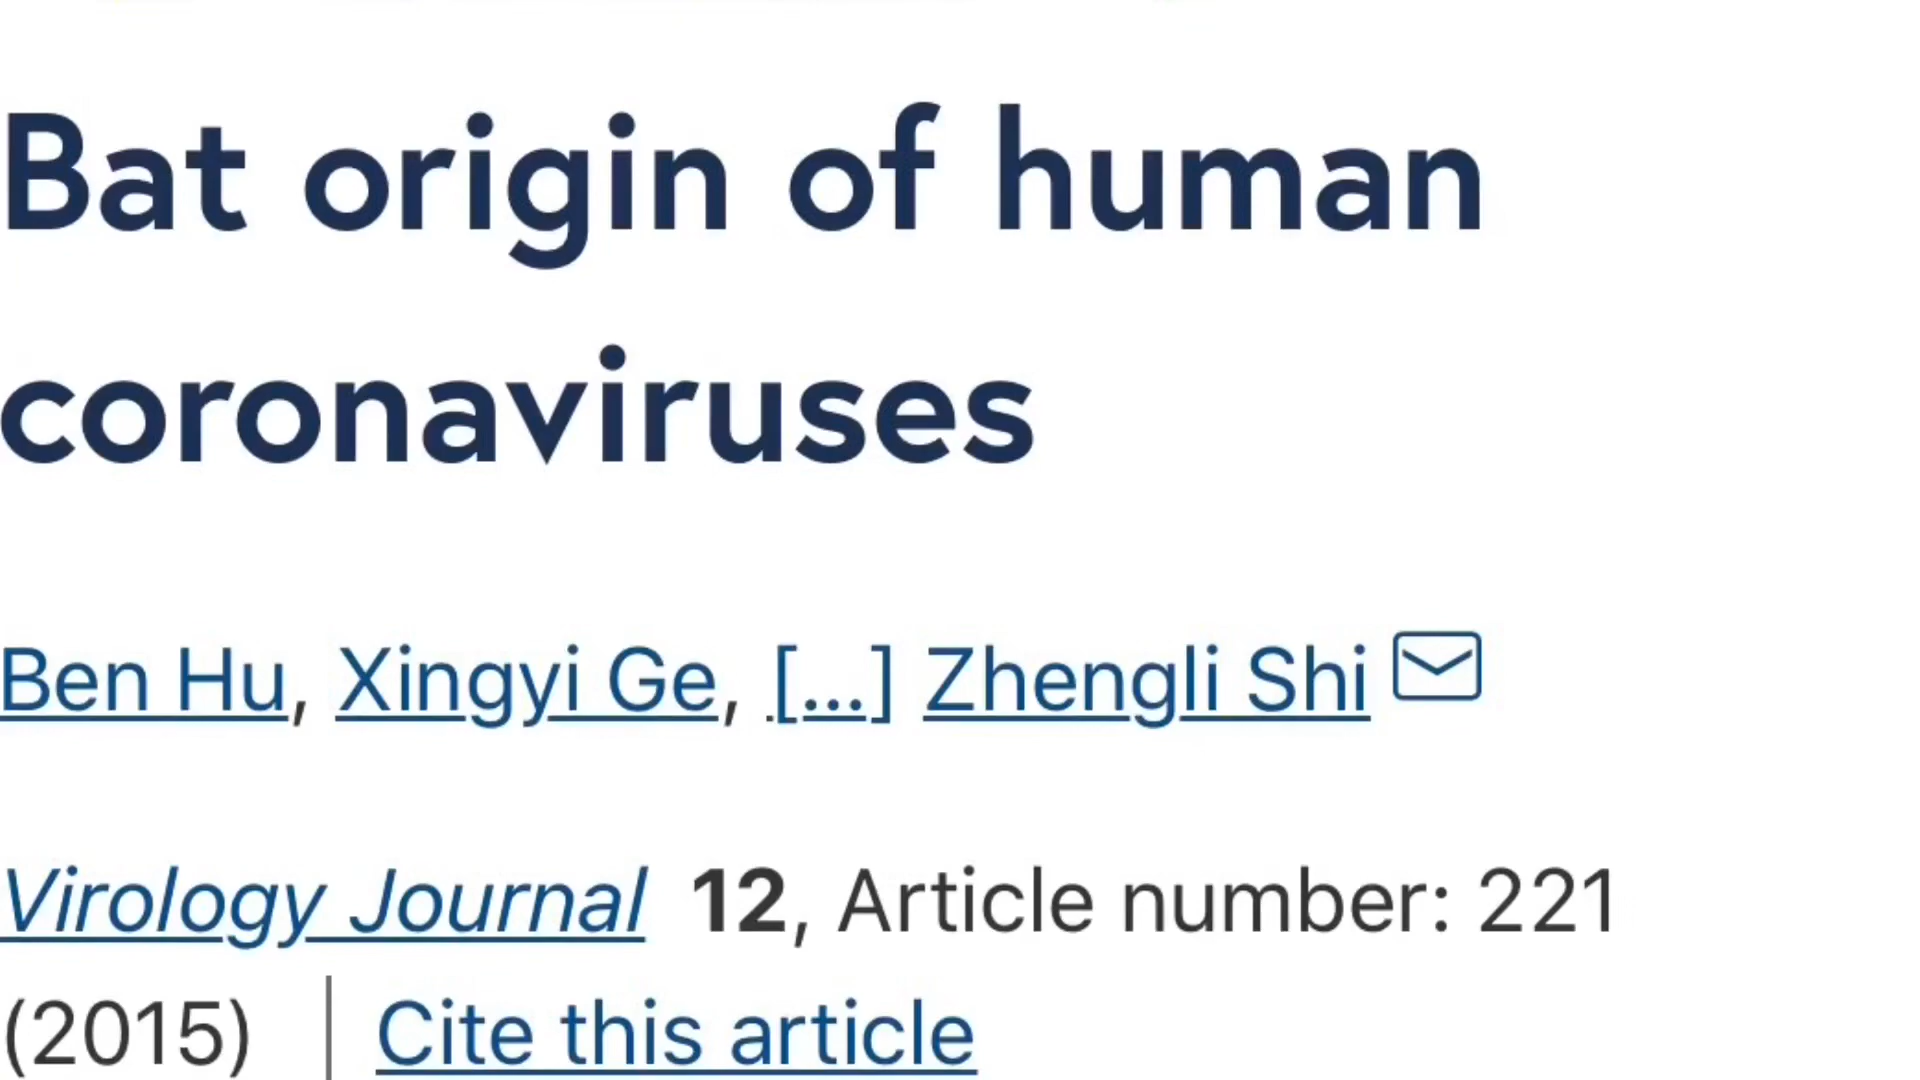 Bat origin of human
coronaviruses
Ben Hu, Xingyi Ge, [...] Zhengli Shi
Virology Journal 12, Article number: 221
(2015) | Cite this article